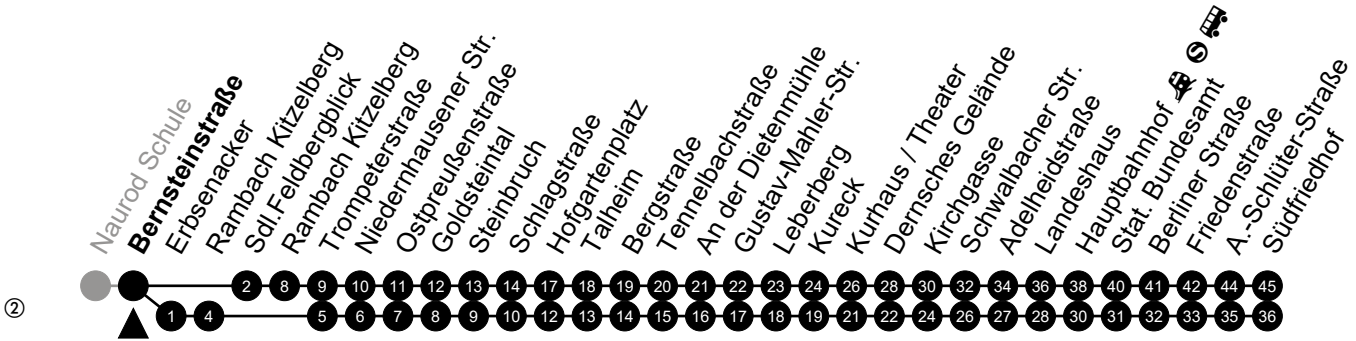 Naurod Schule
Bernsteinstraße
Erbsenacker
Rambach Kitzelberg
Sdl.Feldbergblick
Rambach Kitzelberg
Trompeterstraße
Niedernhausener Str.
Ostpreußenstraße
Goldsteintal
Steinbruch
Schlagstraße
Hofgartenplatz
Talheim
Bergstraße
Tennelbachstraße
An der Dietenmühle
Gustav-Mahler-Str.
Leberberg
Kureck
Kurhaus / Theater
Dernsches Gelände
Kirchgasse
Schwalbacher Str.
Adelheidstraße
Landeshaus
Hauptbahnhof S
Stat. Bundesamt
Berliner Straße
Friedenstraße
A.-Schlüter-Straße
Südfriedhof
2 8 9 10 11 12 13 14 17 18 19 20 21 22 23 24 26 28 30 32 34 36 38 40 41 42 44 45
② 1 4 5 6 7 8 9 10 12 13 14 15 16 17 18 19 21 22 24 26 27 28 30 31 32 33 35 36